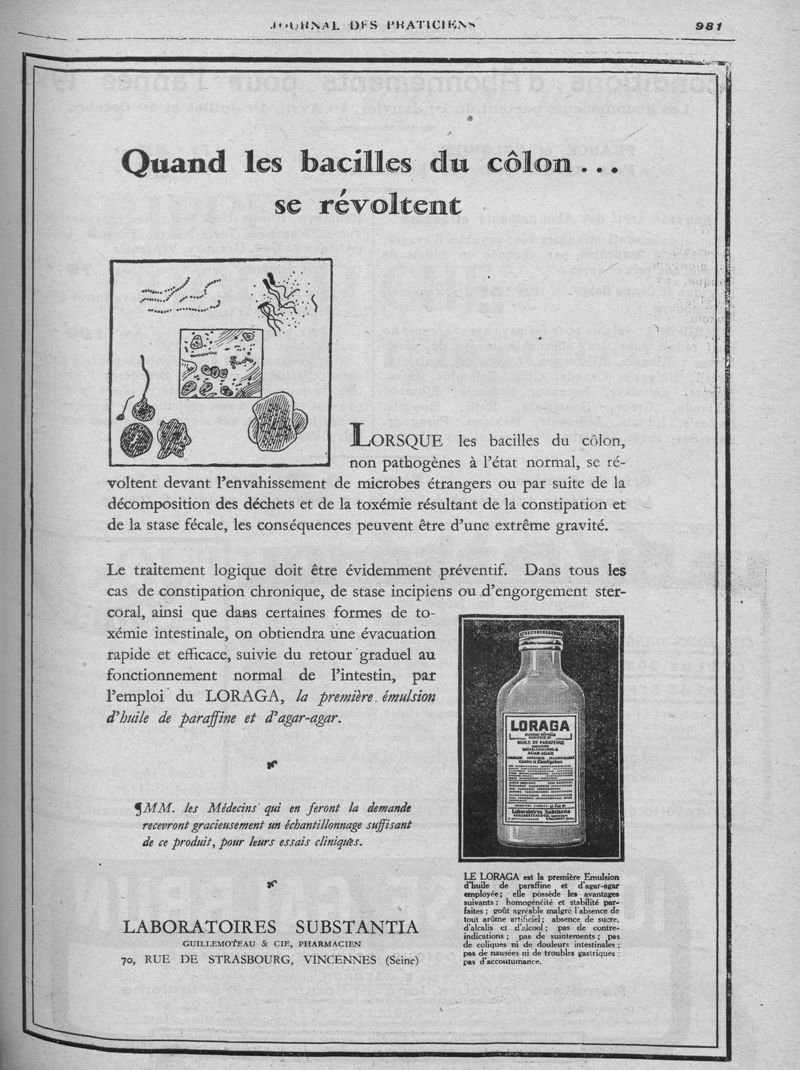 JOURNAL DES PRATICIENS
981
Quand les bacilles du côlon...
se révoltent
LORSQUE les bacilles du côlon,
non pathogènes à l'état normal, se ré-
voltent devant l'envahissement de microbes étrangers ou par suite de la
décomposition des déchets et de la toxémie résultant de la constipation et
de la stase fécale, les conséquences peuvent être d'une extrême gravité.
Le traitement logique doit être évidemment préventif. Dans tous les
cas de constipation chronique, de stase incipiens ou d'engorgement ster-
coral, ainsi que dans certaines formes de to-
xémie intestinale, on obtiendra une évacuation
rapide et efficace, suivie du retour graduel au
fonctionnement normal de l'intestin, par
l'emploi du LORAGA, la première émulsion
d'huile de paraffine et d'agar-agar.
¶MM. les Médecins qui en feront la demande
recevront gracieusement un échantillonnage suffisant
de ce produit, pour leurs essais cliniques.
LABORATOIRES SUBSTANTIA
GUILLEMOTEAU & CIE, PHARMACIEN
70, RUE DE STRASBOURG, VINCENNES (Seine)
LORAGA
HUILE DE PARAFFINE
AGAR-AGAR
Contre la Constipation
Laboratoires Substantia
LE LORAGA est la première Emulsion
d'huile de paraffine et d'agar-agar
employée; elle possède les avantages
suivants: homogénéité et stabilité par-
faites; goût agréable malgré l'absence de
tout arôme artificiel; absence de sucre,
d'alcalis et d'alcool; pas de contre-
indications; pas de suintements; pas
de coliques ni de douleurs intestinales;
pas de nausées ni de troubles gastriques;
pas d'accoutumance.